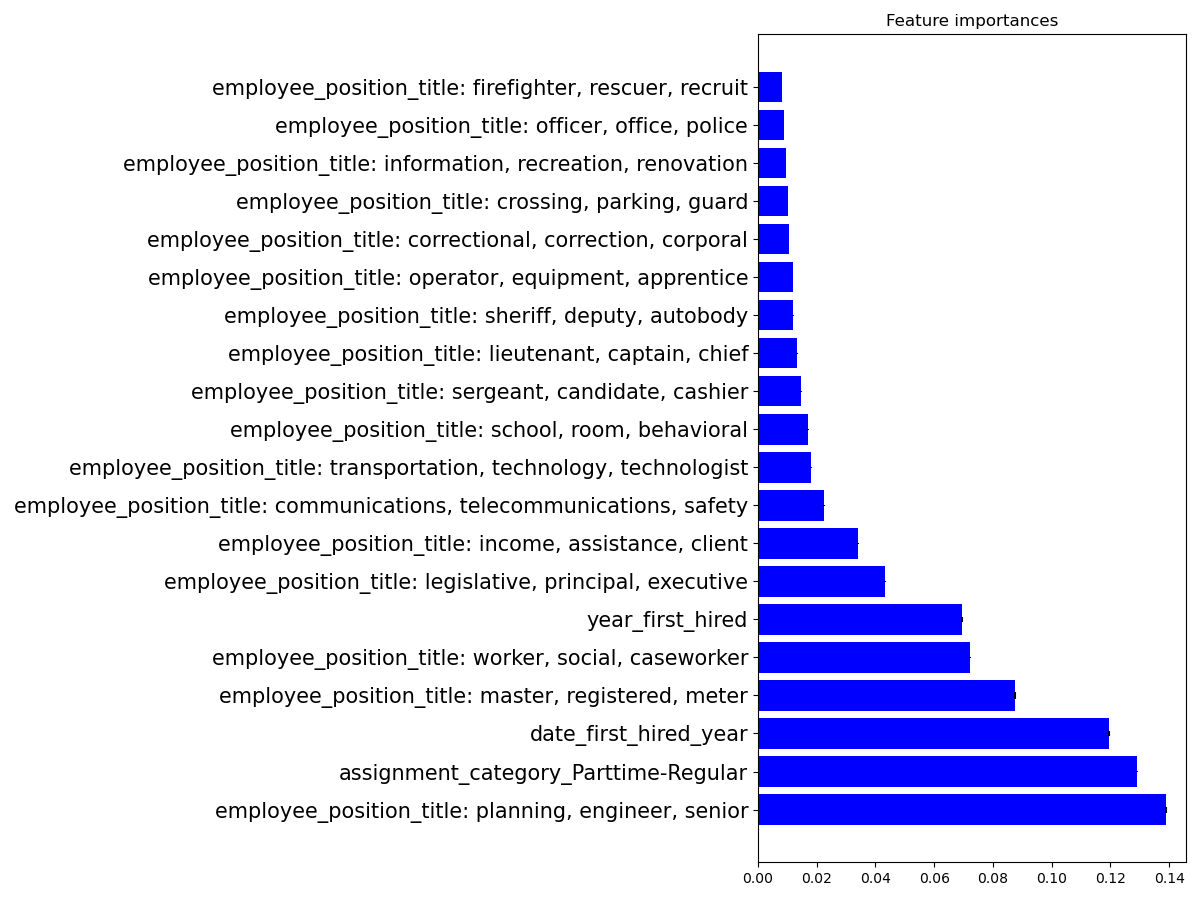 Feature importances
employee_position_title: firefighter, rescuer, recruit
employee_position_title: officer, office, police
employee_position_title: information, recreation, renovation
employee_position_title: crossing, parking, guard
employee_position_title: correctional, correction, corporal
employee_position_title: operator, equipment, apprentice
employee_position_title: sheriff, deputy, autobody
employee_position_title: lieutenant, captain, chief
employee_position_title: sergeant, candidate, cashier
employee_position_title: school, room, behavioral
employee_position_title: transportation, technology, technologist
employee_position_title: communications, telecommunications, safety
employee_position_title: income, assistance, client
employee_position_title: legislative, principal, executive
year_first_hired
employee_position_title: worker, social, caseworker
employee_position_title: master, registered, meter
date_first_hired_year
assignment_category_Parttime-Regular
employee_position_title: planning, engineer, senior
0.00 0.02 0.04 0.06 0.08 0.10 0.12 0.14